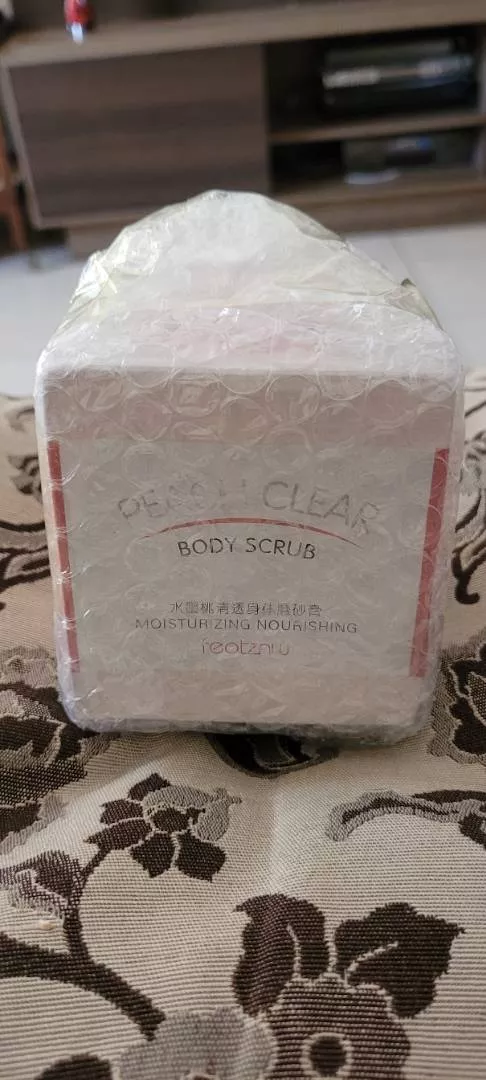 PEACH CLEAR
BODY SCRUB
水蜜桃清透身体磨砂膏
MOISTURIZING NOURISHING